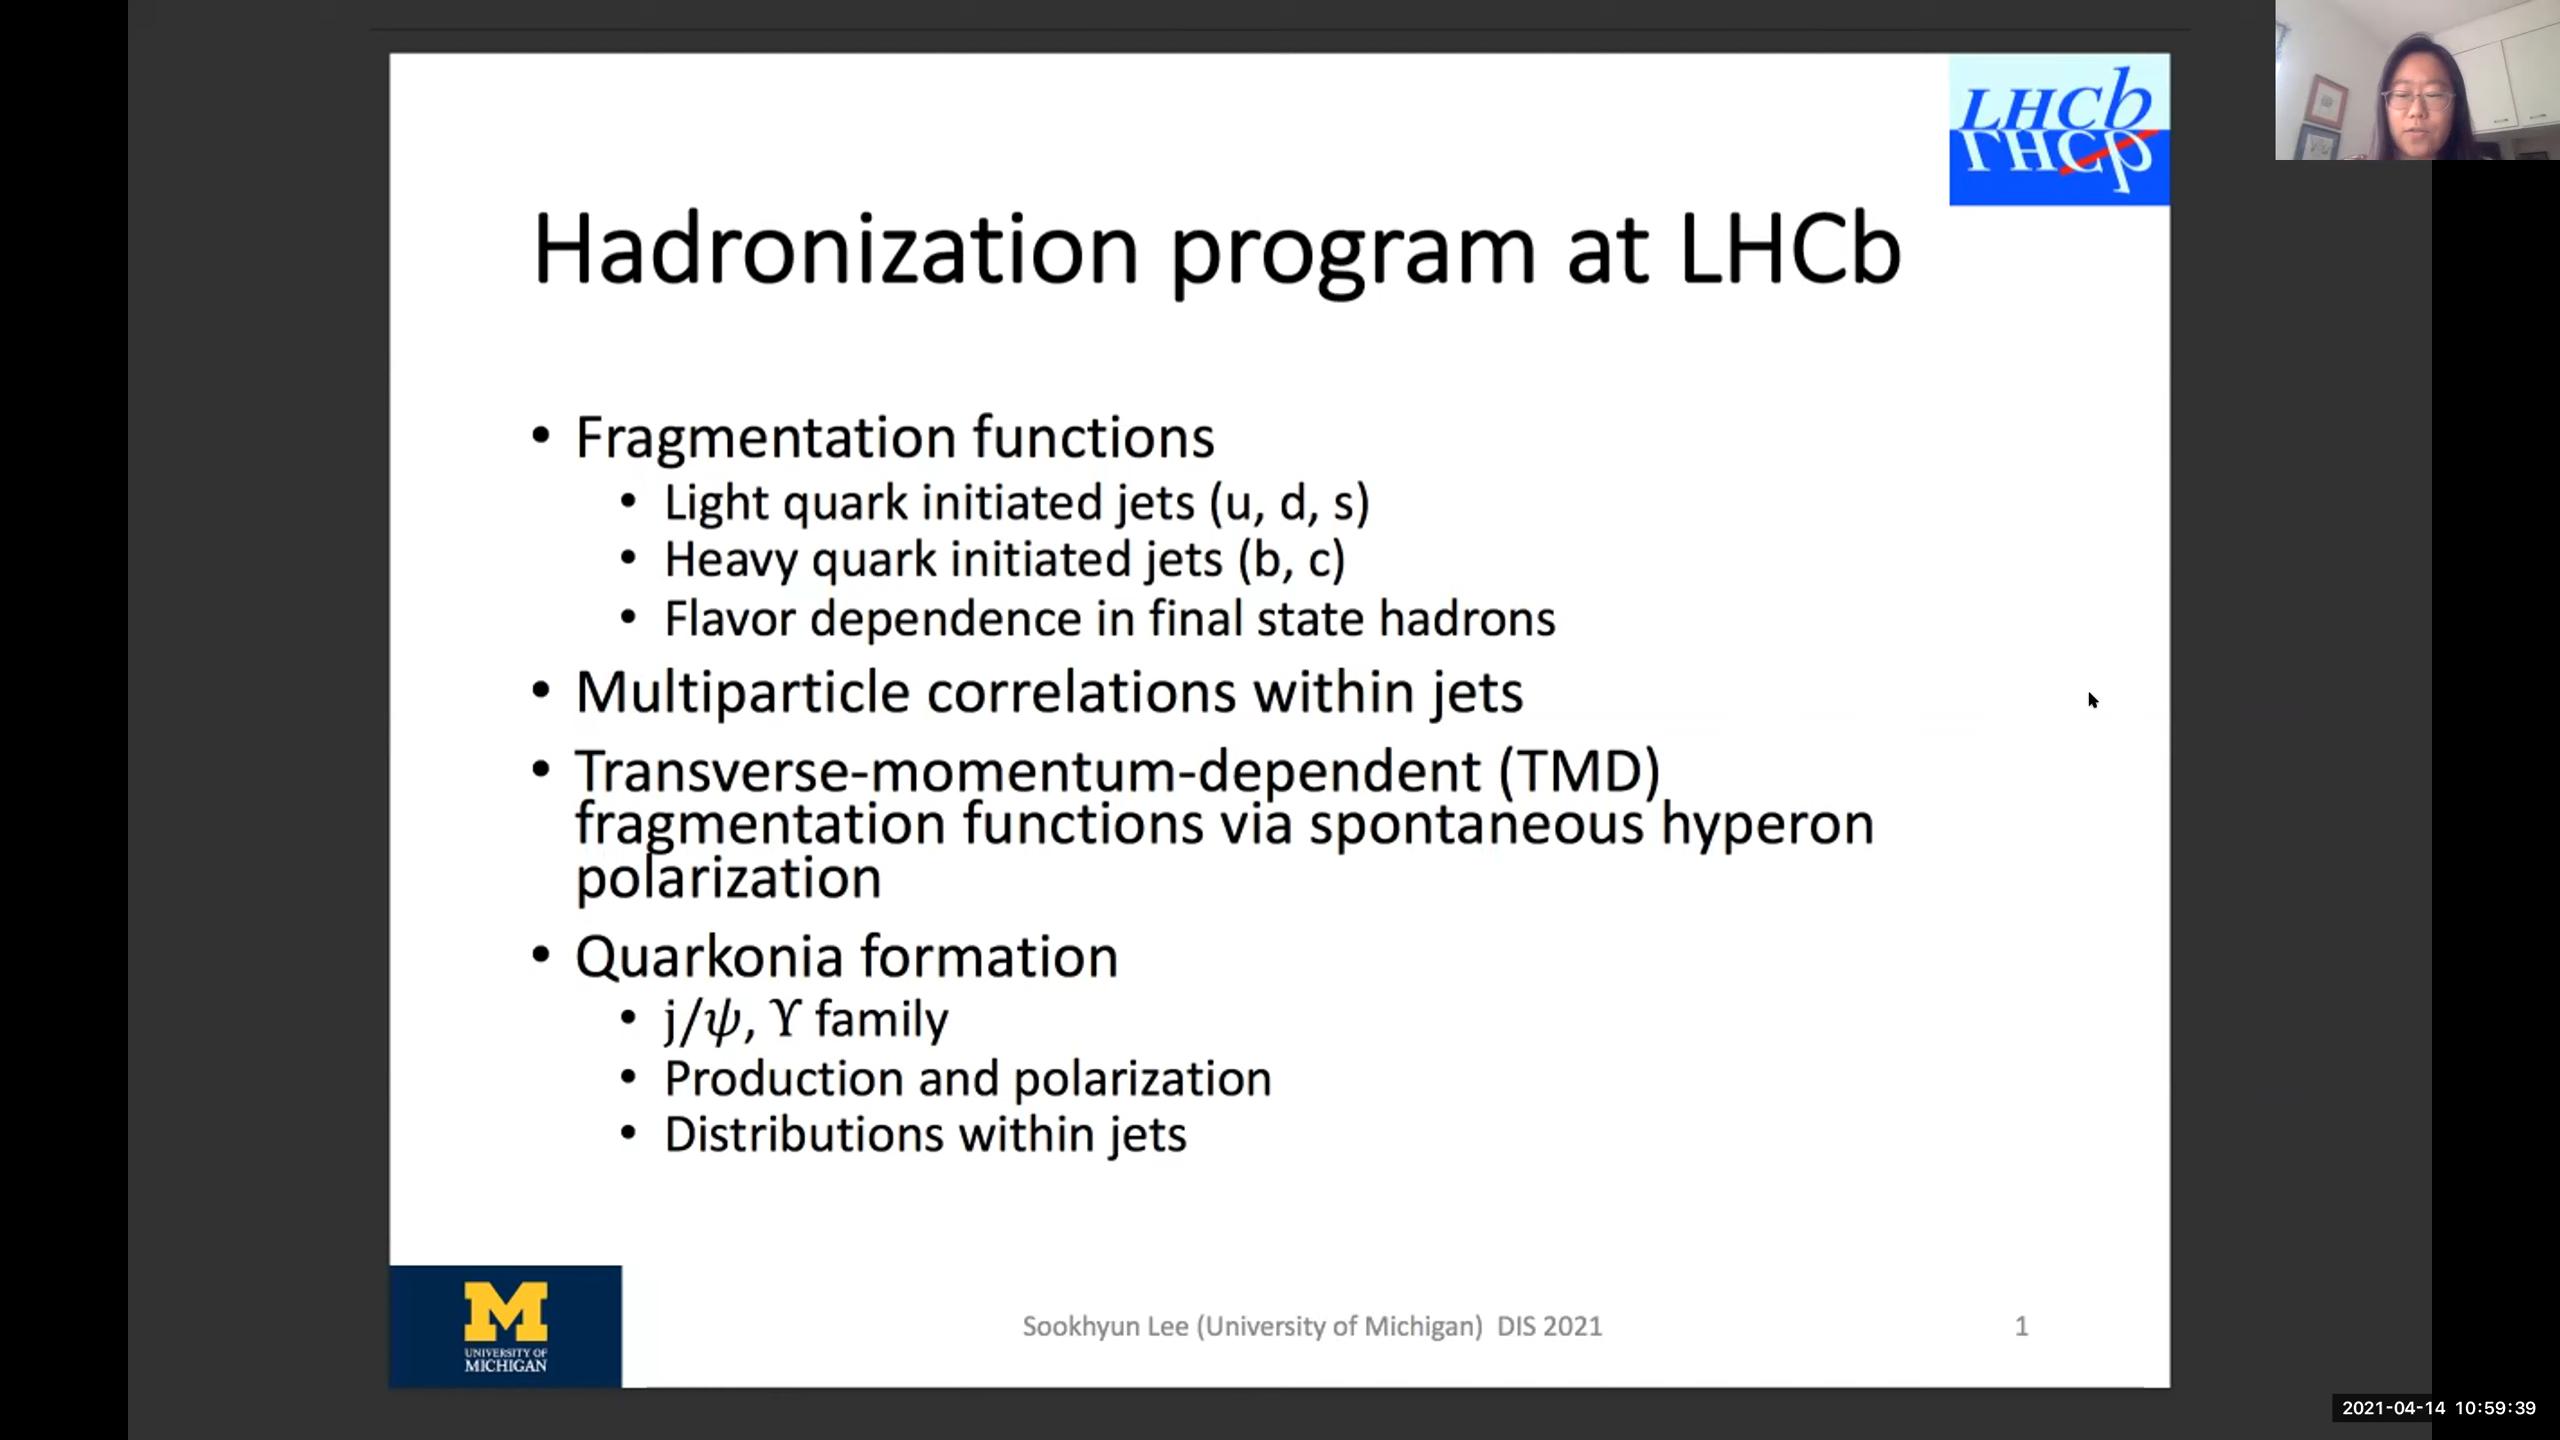 LHCb
LHCb
Hadronization program at LHCb
• Fragmentation functions
• Light quark initiated jets (u, d, s)
• Heavy quark initiated jets (b, c)
• Flavor dependence in final state hadrons
• Multiparticle correlations within jets
• Transverse-momentum-dependent (TMD)
fragmentation functions via spontaneous hyperon
polarization
• Quarkonia formation
• j/ψ, ϒ family
• Production and polarization
• Distributions within jets
M
UNIVERSITY OF
MICHIGAN
Sookhyun Lee (University of Michigan) DIS 2021
1
2021-04-14 10:59:39